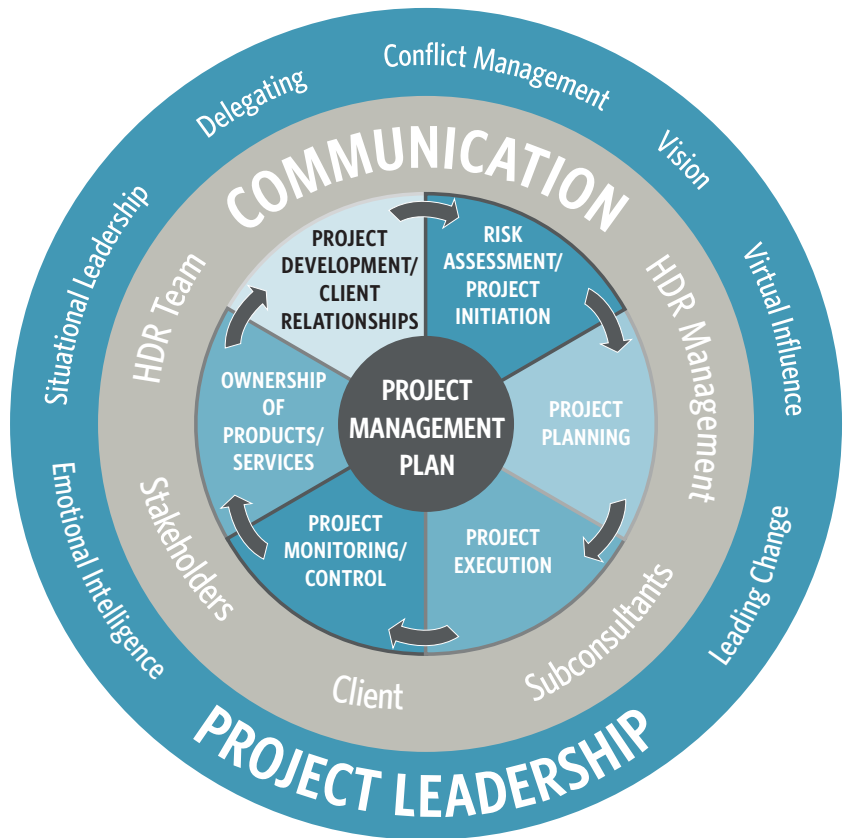 Conflict Management
Delegating
Vision
Situational Leadership
Virtual Influence
Emotional Intelligence
Leading Change
PROJECT LEADERSHIP
COMMUNICATION
HDR Team
HDR Management
Stakeholders
Subconsultants
Client
PROJECT
DEVELOPMENT/
CLIENT
RELATIONSHIPS
RISK
ASSESSMENT/
PROJECT
INITIATION
PROJECT
PLANNING
PROJECT
EXECUTION
PROJECT
MONITORING/
CONTROL
OWNERSHIP
OF
PRODUCTS/
SERVICES
PROJECT
MANAGEMENT
PLAN